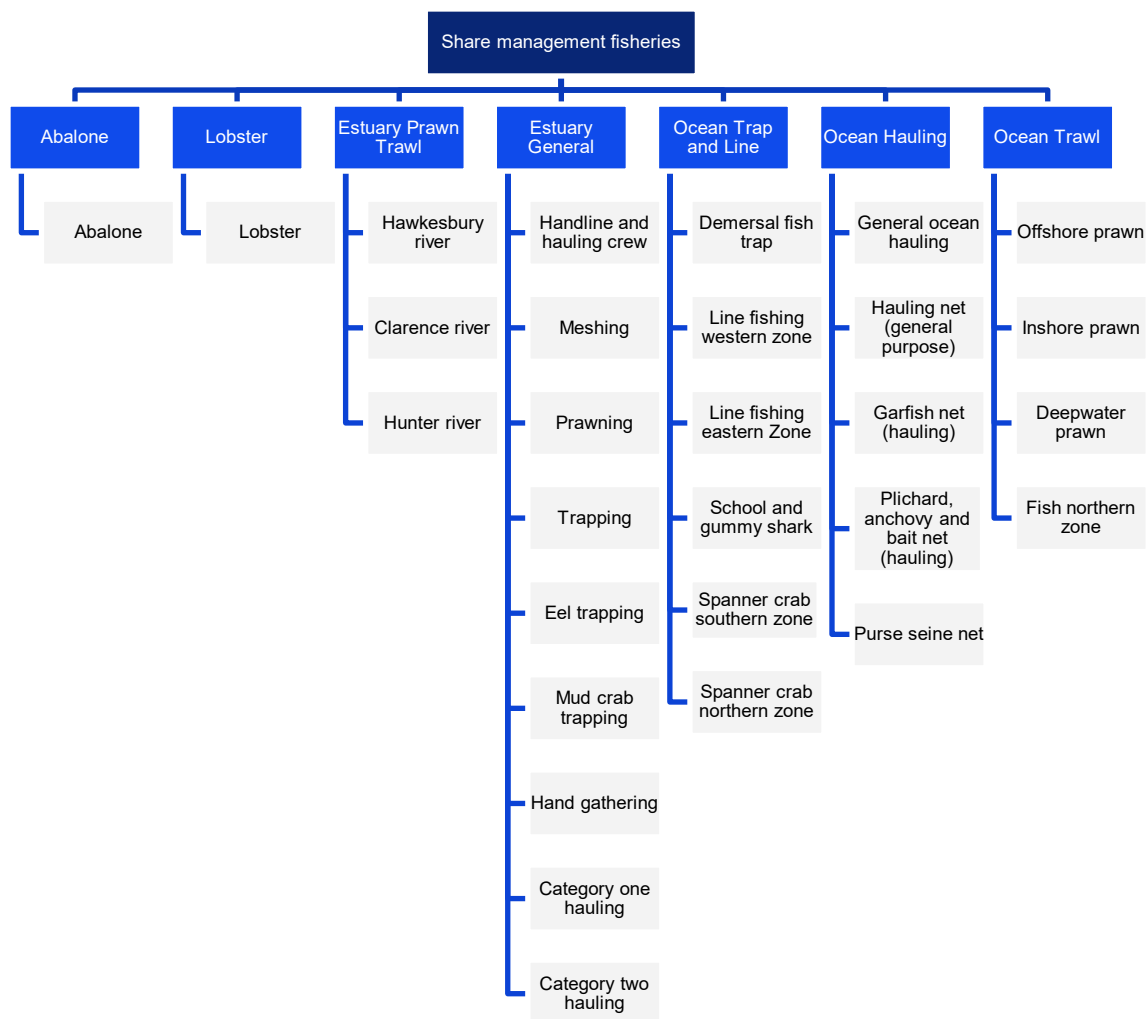 Share management fisheries
Abalone
Lobster
Estuary Prawn
Trawl
Estuary
General
Ocean Trap
and Line
Ocean Hauling
Ocean Trawl
Abalone
Lobster
Hawkesbury
river
Clarence river
Hunter river
Handline and
hauling crew
Meshing
Prawning
Trapping
Eel trapping
Mud crab
trapping
Hand gathering
Category one
hauling
Category two
hauling
Demersal fish
trap
Line fishing
western zone
Line fishing
eastern Zone
School and
gummy shark
Spanner crab
southern zone
Spanner crab
northern zone
General ocean
hauling
Hauling net
(general
purpose)
Garfish net
(hauling)
Plichard,
anchovy and
bait net
(hauling)
Purse seine net
Offshore prawn
Inshore prawn
Deepwater
prawn
Fish northern
zone